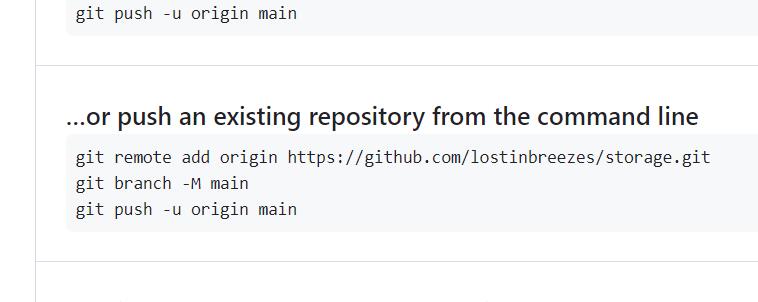 git push -u origin main
...or push an existing repository from the command line
git remote add origin https://github.com/lostinbreezes/storage.git
git branch -M main
git push -u origin main